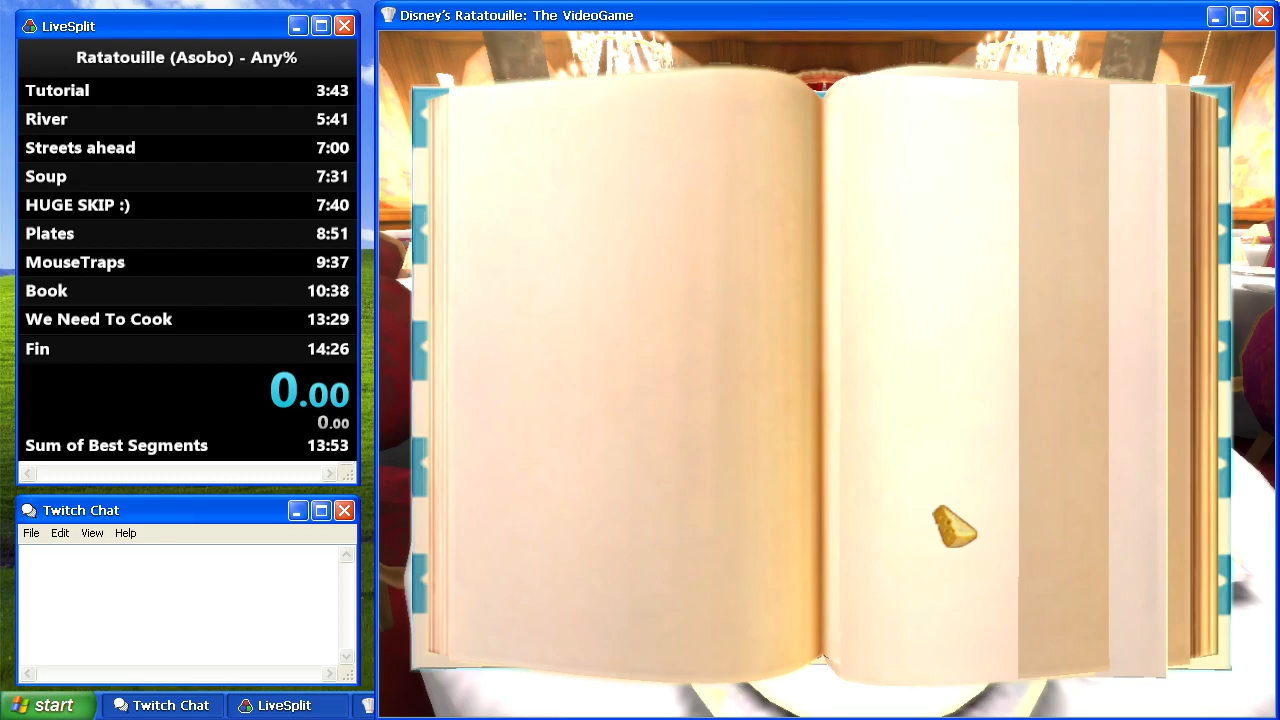 LiveSplit
Ratatouille (Asobo) - Any%
Tutorial 3:43
River 5:41
Streets ahead 7:00
Soup 7:31
HUGE SKIP :) 7:40
Plates 8:51
MouseTraps 9:37
Book 10:38
We Need To Cook 13:29
Fin 14:26
0.00
0.00
Sum of Best Segments 13:53
Twitch Chat
File Edit View Help
start Twitch Chat LiveSplit
Disney's Ratatouille: The VideoGame